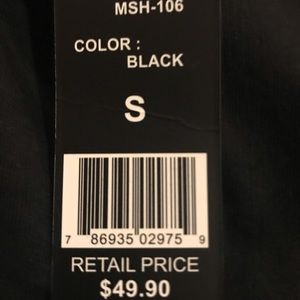 MSH-106
COLOR :
BLACK
S
7 86935 02975 9
RETAIL PRICE
$49.90